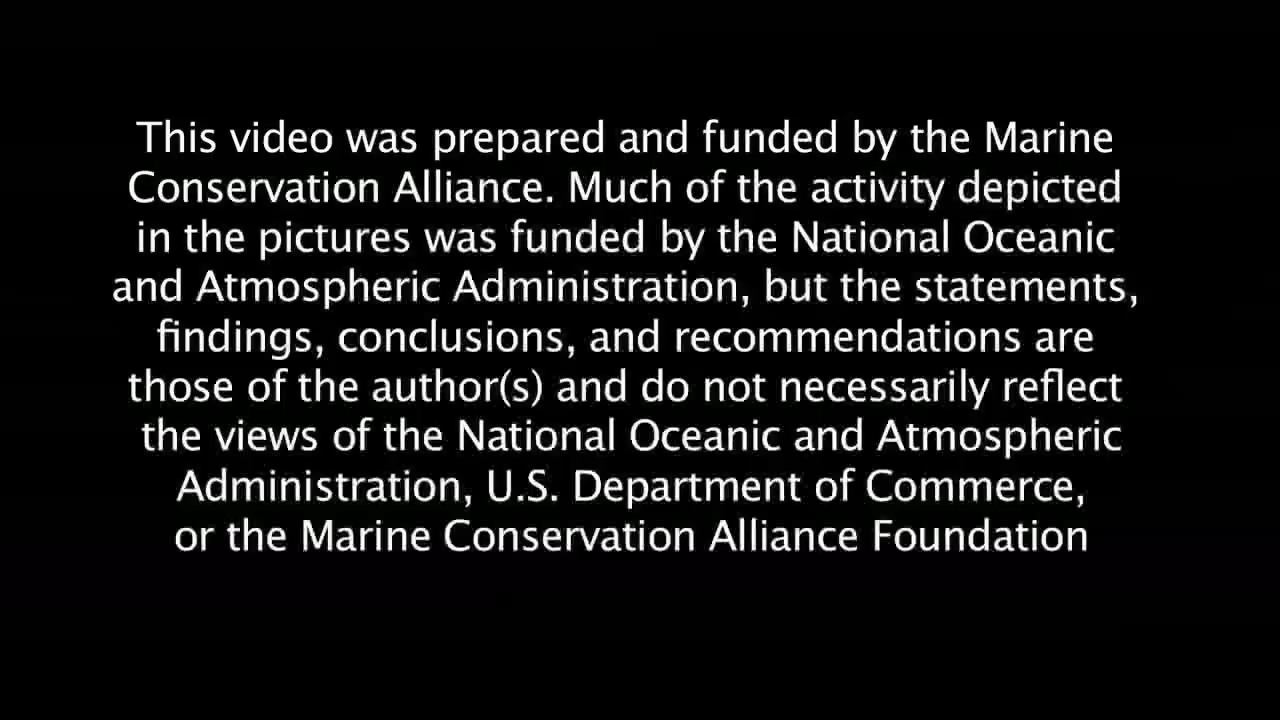 This video was prepared and funded by the Marine
Conservation Alliance. Much of the activity depicted
in the pictures was funded by the National Oceanic
and Atmospheric Administration, but the statements,
findings, conclusions, and recommendations are
those of the author(s) and do not necessarily reflect
the views of the National Oceanic and Atmospheric
Administration, U.S. Department of Commerce,
or the Marine Conservation Alliance Foundation